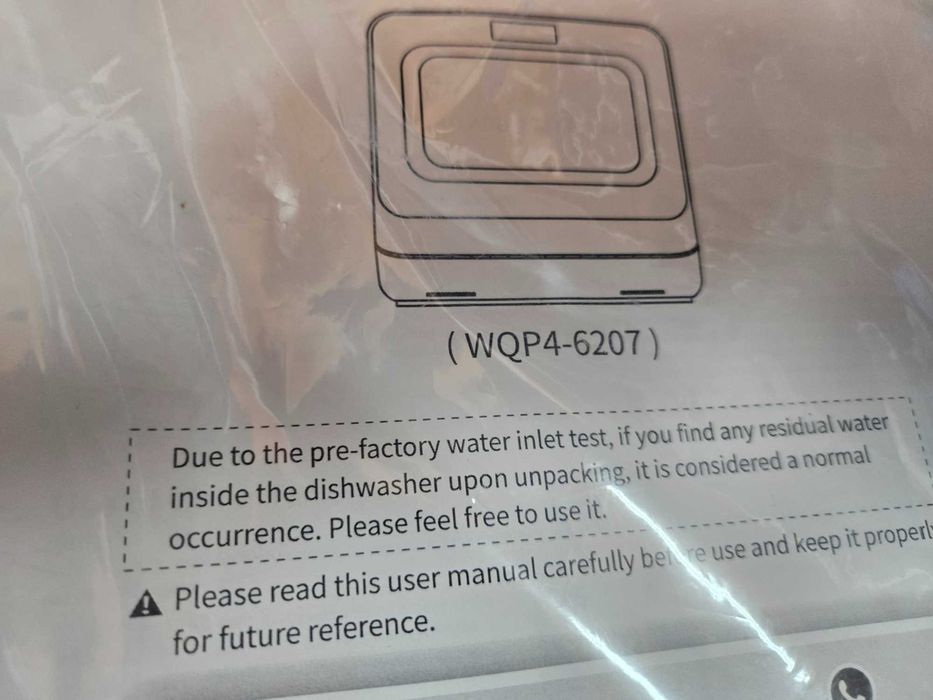 ( WQP4-6207 )
Due to the pre-factory water inlet test, if you find any residual water
inside the dishwasher upon unpacking, it is considered a normal
occurrence. Please feel free to use it.
Please read this user manual carefully before use and keep it properly
for future reference.